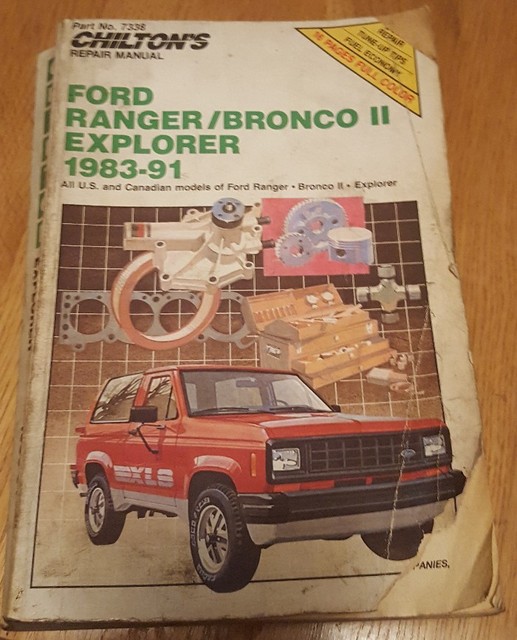 Part No. 7338
CHILTON'S
REPAIR MANUAL
REPAIR
TUNE-UP TIPS
FUEL ECONOMY
16 PAGES FULL COLOR
FORD
RANGER/BRONCO II
EXPLORER
1983-91
All U.S. and Canadian models of Ford Ranger • Bronco II • Explorer
XLS
Ford
PANIES,
EXPLORER